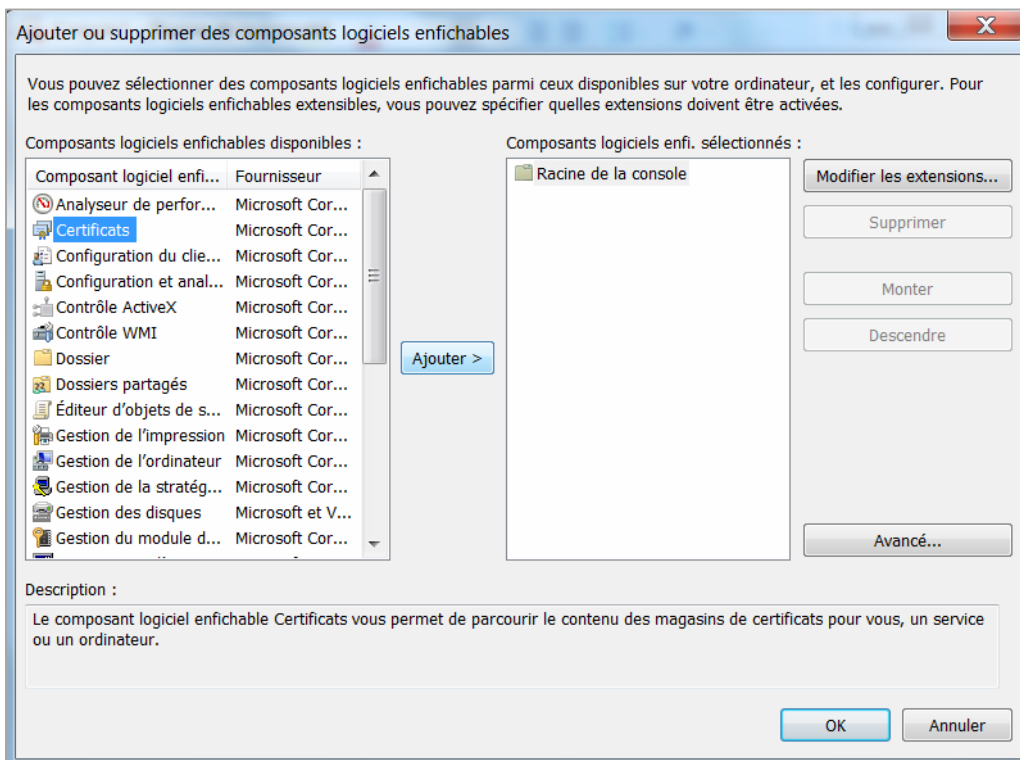 Ajouter ou supprimer des composants logiciels enfichables
Vous pouvez sélectionner des composants logiciels enfichables parmi ceux disponibles sur votre ordinateur, et les configurer. Pour
les composants logiciels enfichables extensibles, vous pouvez spécifier quelles extensions doivent être activées.
Composants logiciels enfichables disponibles :
Composant logiciel enfi... Fournisseur
Analyseur de perfor... Microsoft Cor...
Certificats Microsoft Cor...
Configuration du clie... Microsoft Cor...
Configuration et anal... Microsoft Cor...
Contrôle ActiveX Microsoft Cor...
Contrôle WMI Microsoft Cor...
Dossier Microsoft Cor...
Dossiers partagés Microsoft Cor...
Éditeur d'objets de s... Microsoft Cor...
Gestion de l'impression Microsoft Cor...
Gestion de l'ordinateur Microsoft Cor...
Gestion de la stratég... Microsoft Cor...
Gestion des disques Microsoft et V...
Gestion du module d... Microsoft Cor...
Ajouter >
Composants logiciels enfi. sélectionnés :
Racine de la console
Modifier les extensions...
Supprimer
Monter
Descendre
Avancé...
Description :
Le composant logiciel enfichable Certificats vous permet de parcourir le contenu des magasins de certificats pour vous, un service
ou un ordinateur.
OK
Annuler